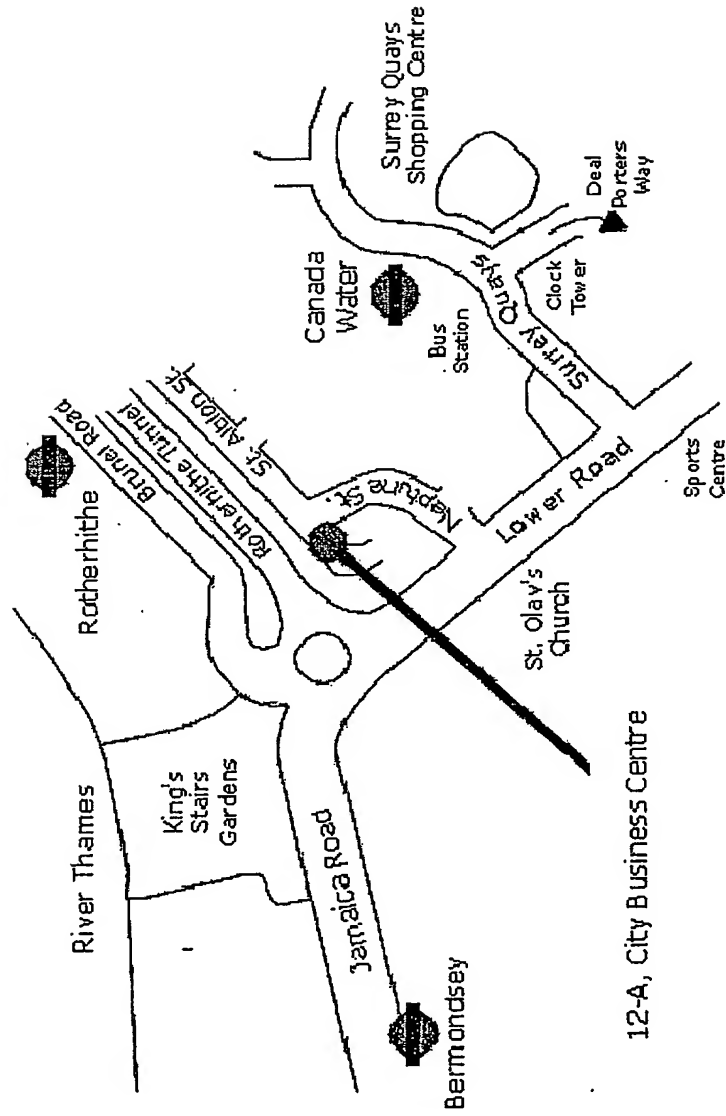 River Thames
Rotherhithe
King's
Stairs
Gardens
Brunel Road
Rotherhithe Tunnel
St. Albion St.
Canada
Water
Surrey Quays
Shopping Centre
Jamaica Road
Neptune St.
Bus
Station
Surrey Quays
Bermondsey
Lower Road
Clock
Tower
Deal
Porters
Way
St. Olav's
Church
Sports
Centre
12-A, City Business Centre